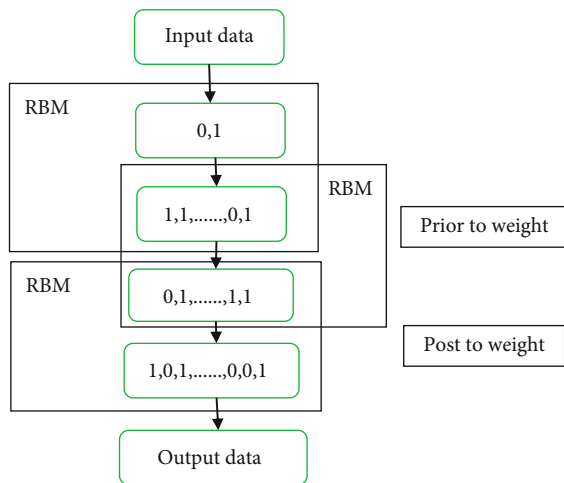 Input data
RBM
0,1
RBM
1,1,......,0,1
Prior to weight
RBM
0,1,......,1,1
Post to weight
1,0,1,......,0,0,1
Output data